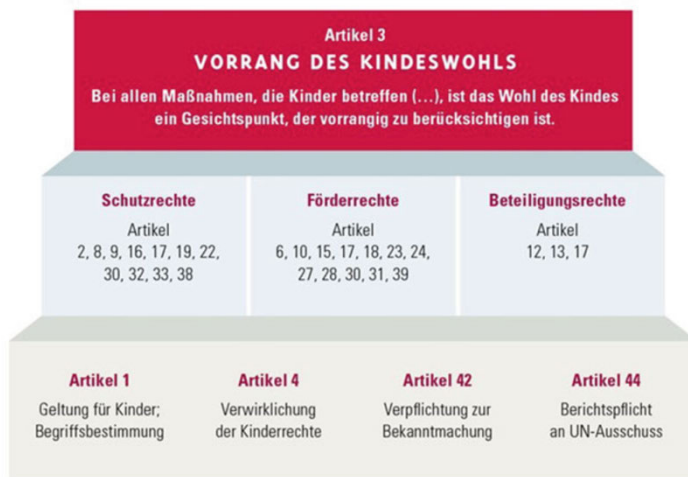 Artikel 3
VORRANG DES KINDESWOHLS
Bei allen Maßnahmen, die Kinder betreffen (...), ist das Wohl des Kindes
ein Gesichtspunkt, der vorrangig zu berücksichtigen ist.
Schutzrechte
Artikel
2, 8, 9, 16, 17, 19, 22,
30, 32, 33, 38
Förderrechte
Artikel
6, 10, 15, 17, 18, 23, 24,
27, 28, 30, 31, 39
Beteiligungsrechte
Artikel
12, 13, 17
Artikel 1
Geltung für Kinder;
Begriffsbestimmung
Artikel 4
Verwirklichung
der Kinderrechte
Artikel 42
Verpflichtung zur
Bekanntmachung
Artikel 44
Berichtspflicht
an UN-Ausschuss